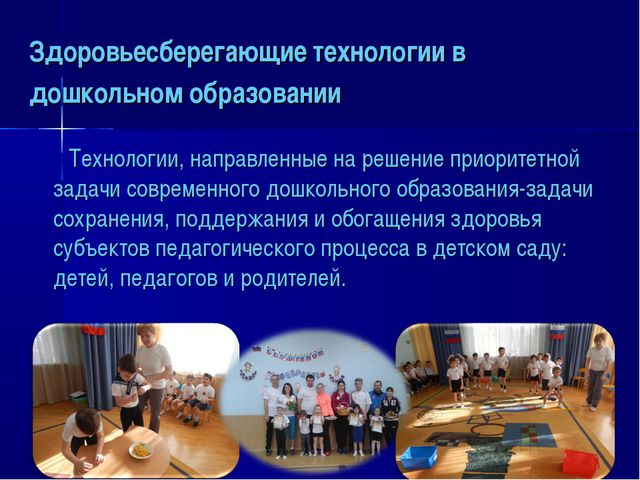 Здоровьесберегающие технологии в
дошкольном образовании
Технологии, направленные на решение приоритетной
задачи современного дошкольного образования-задачи
сохранения, поддержания и обогащения здоровья
субъектов педагогического процесса в детском саду:
детей, педагогов и родителей.